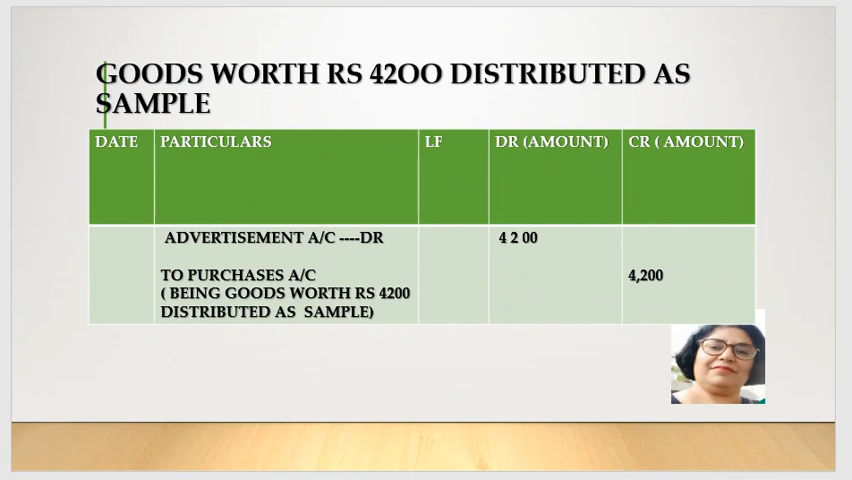 GOODS WORTH RS 42OO DISTRIBUTED AS
SAMPLE
DATE PARTICULARS LF DR (AMOUNT) CR ( AMOUNT)
ADVERTISEMENT A/C ----DR 4 2 00
TO PURCHASES A/C 4,200
( BEING GOODS WORTH RS 4200
DISTRIBUTED AS SAMPLE)